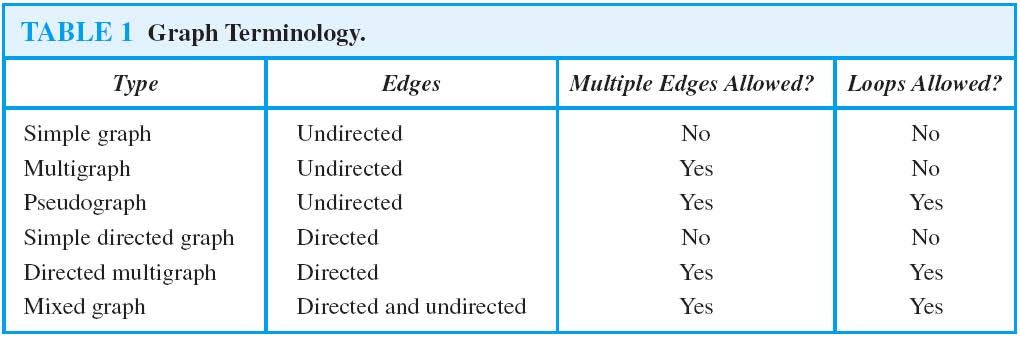 TABLE 1 Graph Terminology.
Type Edges Multiple Edges Allowed? Loops Allowed?
Simple graph Undirected No No
Multigraph Undirected Yes No
Pseudograph Undirected Yes Yes
Simple directed graph Directed No No
Directed multigraph Directed Yes Yes
Mixed graph Directed and undirected Yes Yes